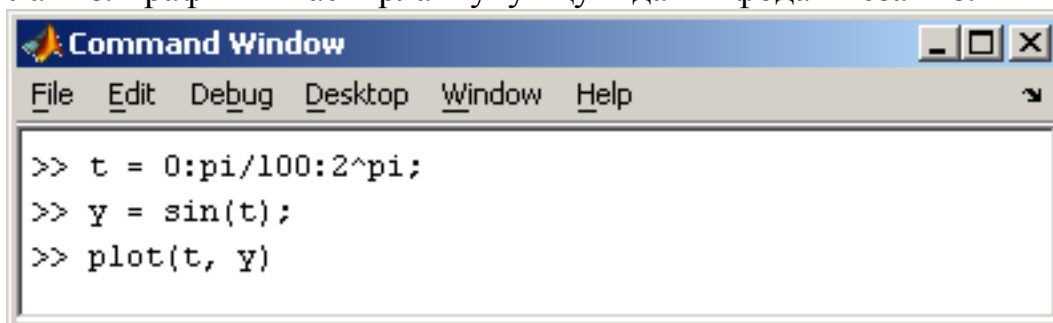 Command Window
File Edit Debug Desktop Window Help
>> t = 0:pi/100:2^pi;
>> y = sin(t);
>> plot(t, y)